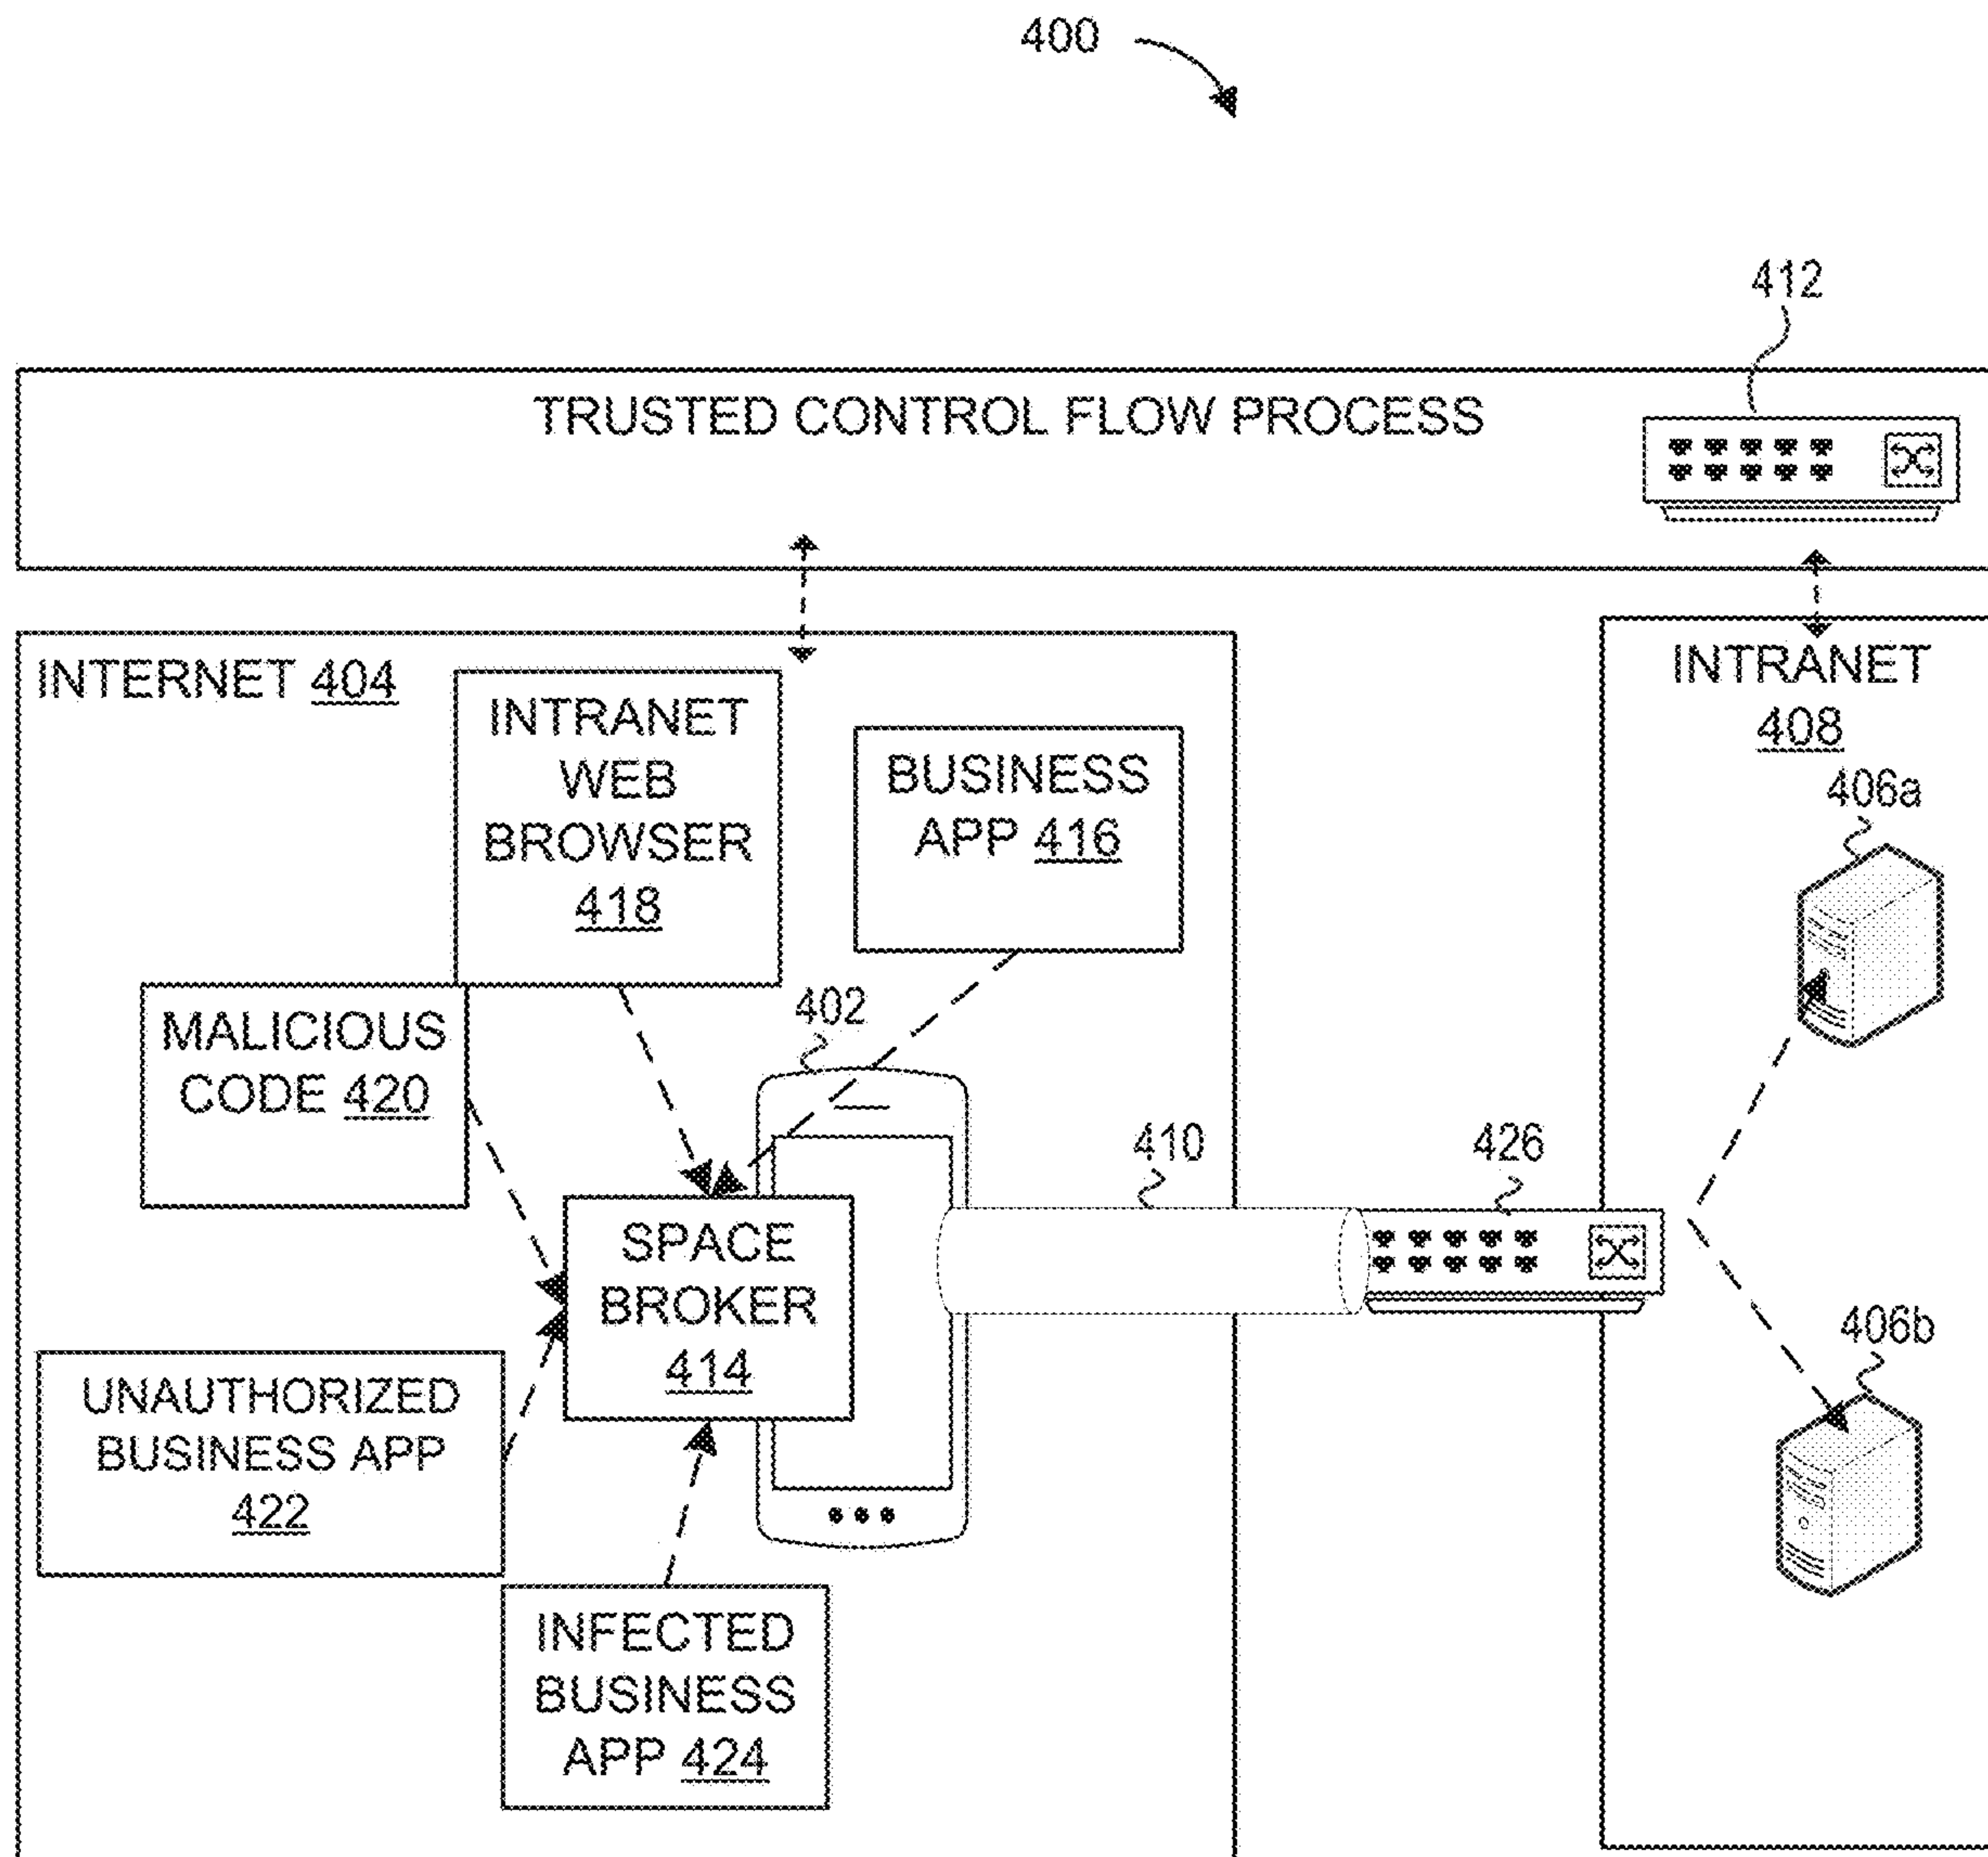 400
412
TRUSTED CONTROL FLOW PROCESS
INTERNET 404
INTRANET
WEB
BROWSER
418
BUSINESS
APP 416
INTRANET
408
406a
MALICIOUS
CODE 420
402
410
426
SPACE
BROKER
414
406b
UNAUTHORIZED
BUSINESS APP
422
INFECTED
BUSINESS
APP 424